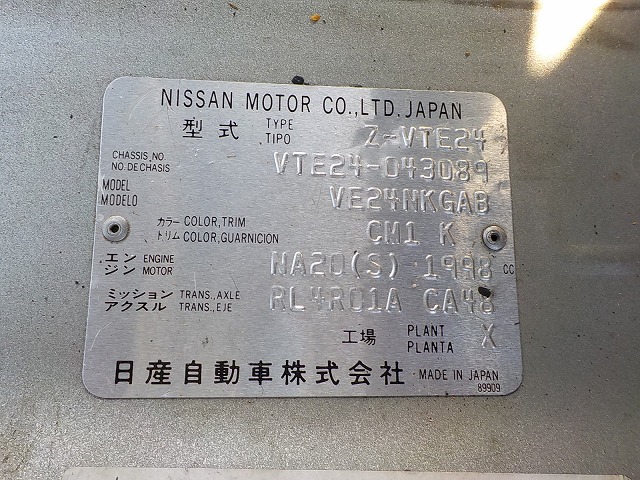 NISSAN MOTOR CO.,LTD. JAPAN
型式 TYPE TIPO Z-VTE24
CHASSIS,NO. NO.DECHASIS VTE24-043089
MODEL MODELO VE24NKGAB
カラー COLOR,TRIM トリム COLOR,GUARNICION CM1 K
エンジン ENGINE MOTOR NA20(S) 1998 CC
ミッション TRANS.,AXLE アクスル TRANS.,EJE RL4R01A CA48
工場 PLANT PLANTA X
日産自動車株式会社 MADE IN JAPAN
89909